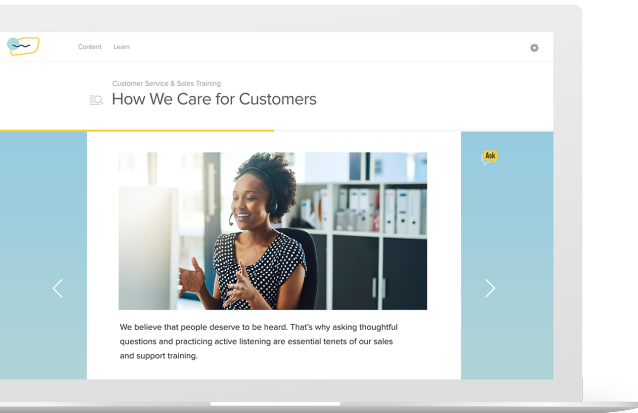 Content Learn
Customer Service & Sales Training
How We Care for Customers
Ask
We believe that people deserve to be heard. That's why asking thoughtful
questions and practicing active listening are essential tenets of our sales
and support training.